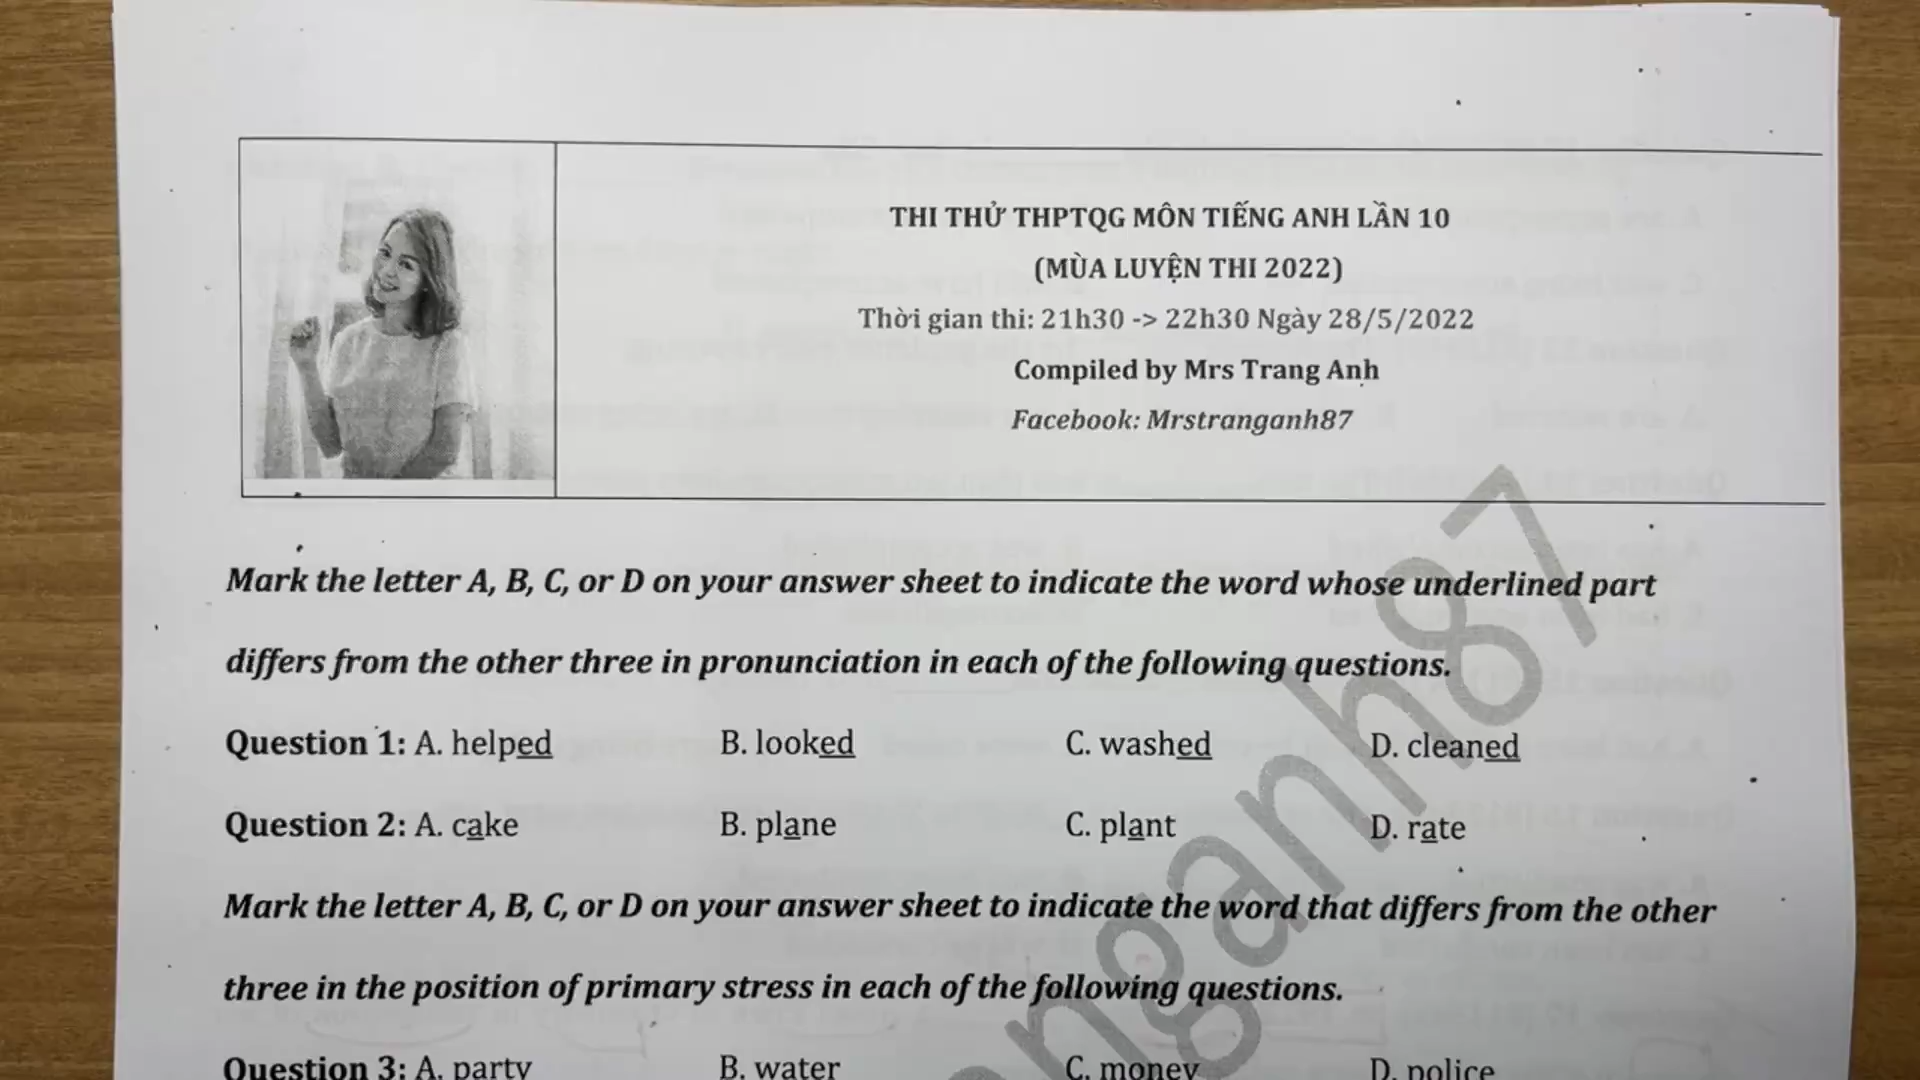 THI THỬ THPTQG MÔN TIẾNG ANH LẦN 10
(MÙA LUYỆN THI 2022)
Thời gian thi: 21h30 -> 22h30 Ngày 28/5/2022
Compiled by Mrs Trang Anh
Facebook: Mrstranganh87
Mark the letter A, B, C, or D on your answer sheet to indicate the word whose underlined part
differs from the other three in pronunciation in each of the following questions.
Question 1: A. helped B. looked C. washed D. cleaned
Question 2: A. cake B. plane C. plant D. rate
Mark the letter A, B, C, or D on your answer sheet to indicate the word that differs from the other
three in the position of primary stress in each of the following questions.
Question 3: A. party B. water C. money D. police
nganh87